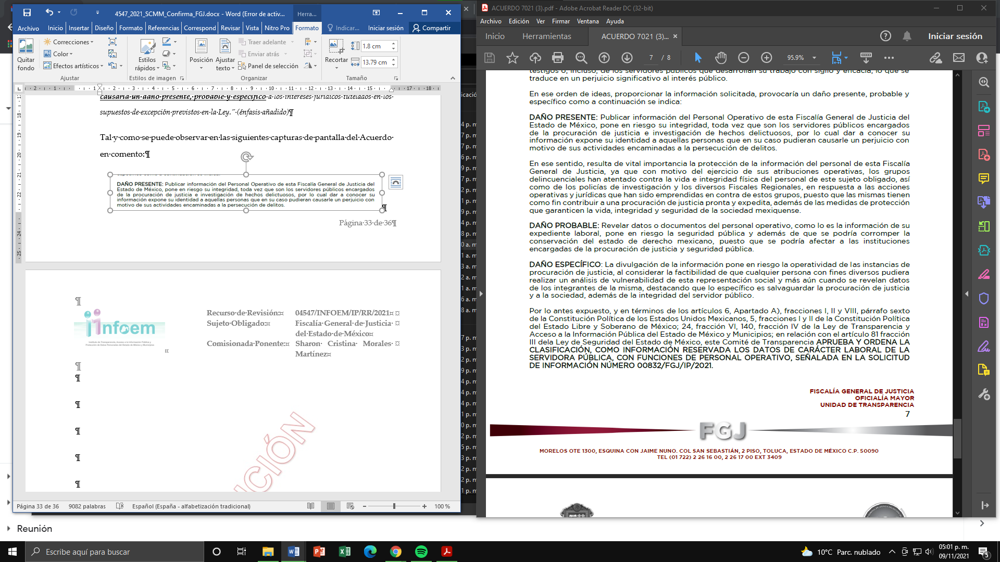 4547_2021_SCMM_Confirma_FGJ.docx - Word (Error de activ...
Herra...
Archivo
Inicio
Insertar
Diseño
Formato
Referencias
Correspond
Revisar
Vista
Nitro Pro
Formato
Indicar...
Iniciar sesión
Compartir
Quitar fondo
Correcciones
Color
Efectos artísticos
Ajustar
Estilos rápidos
Estilos de imagen
Posición
Ajustar texto
Traer adelante
Enviar atrás
Panel de selección
Organizar
Recortar
1.8 cm
13.79 cm
Tamaño
causaría·un·daño·presente,·probable·y·específico·a·los·intereses·jurídicos·tutelados·en·los·
supuestos·de·excepción·previstos·en·la·Ley."·(énfasis·añadido)¶
Tal·y·como·se·puede·observar·en·las·siguientes·capturas·de·pantalla·del·Acuerdo·
en·comento:¶
DAÑO PRESENTE: Publicar información del Personal Operativo de esta Fiscalía General de Justicia del
Estado de México, pone en riesgo su integridad, toda vez que son los servidores públicos encargados
de la procuración de justicia e investigación de hechos delictuosos, por lo cual dar a conocer su
información expone su identidad a aquellas personas que en su caso pudieran causarle un perjuicio con
motivo de sus actividades encaminadas a la persecución de delitos.
¶
Página·33·de·36¶
¶
infoem
Instituto de Transparencia, Acceso a la Información Pública y
Protección de Datos Personales del Estado de México y Municipios
Recurso·de·Revisión:¤ 04547/INFOEM/IP/RR/2021¤ ¤
Sujeto·Obligado:¤ Fiscalía·General·de·Justicia· ¤
del·Estado·de·México¤
Comisionada·Ponente:¤ Sharon· Cristina· Morales· ¤
Martínez¤
¤
¶
¶
¶
¶
¶
¶
NCIÓN
Página 33 de 36
9082 palabras
Español (España - alfabetización tradicional)
100 %
ACUERDO 7021 (3).pdf - Adobe Acrobat Reader DC (32-bit)
Archivo Edición Ver Firmar Ventana Ayuda
Inicio
Herramientas
ACUERDO 7021 (3)...
Iniciar sesión
7 / 8
95.9%
testigos o, incluso, de los servidores públicos que desarrollan su trabajo con sigilo y eficacia, lo que se
traduce en un perjuicio significativo al interés público.
En ese orden de ideas, proporcionar la información solicitada, provocaría un daño presente, probable y
específico como a continuación se indica:
DAÑO PRESENTE: Publicar información del Personal Operativo de esta Fiscalía General de Justicia del
Estado de México, pone en riesgo su integridad, toda vez que son los servidores públicos encargados
de la procuración de justicia e investigación de hechos delictuosos, por lo cual dar a conocer su
información expone su identidad a aquellas personas que en su caso pudieran causarle un perjuicio con
motivo de sus actividades encaminadas a la persecución de delitos.
En ese sentido, resulta de vital importancia la protección de la información del personal de esta Fiscalía
General de Justicia, ya que con motivo del ejercicio de sus atribuciones operativas, los grupos
delincuenciales han atentado contra la vida e integridad física del personal de este sujeto obligado, así
como de los policías de investigación y los diversos Fiscales Regionales, en respuesta a las acciones
operativas y jurídicas que han sido emprendidas en contra de estos grupos, puesto que las mismas tienen
como fin contribuir a una procuración de justicia pronta y expedita, además de las medidas de protección
que garanticen la vida, integridad y seguridad de la sociedad mexiquense.
DAÑO PROBABLE: Revelar datos o documentos del personal operativo, como lo es la información de su
expediente laboral, pone en riesgo la seguridad pública y además de que se podría corromper la
conservación del estado de derecho mexicano, puesto que se podría afectar a las instituciones
encargadas de la procuración de justicia y seguridad pública.
DAÑO ESPECÍFICO: La divulgación de la información pone en riesgo la operatividad de las instancias de
procuración de justicia, al considerar la factibilidad de que cualquier persona con fines diversos pudiera
realizar un análisis de vulnerabilidad de esta representación social y más aún cuando se revelan datos
de los integrantes de la misma, destacando que lo específico es salvaguardar la procuración de justicia
y a la sociedad, además de la integridad del servidor público.
Por lo antes expuesto, y en términos de los artículos 6, Apartado A), fracciones I, II y VIII, párrafo sexto
de la Constitución Política de los Estados Unidos Mexicanos, 5, fracciones I y II de la Constitución Política
del Estado Libre y Soberano de México; 24, fracción VI, 140, fracción IV de la Ley de Transparencia y
Acceso a la Información Pública del Estado de México y Municipios; en relación con el artículo 81 fracción
III dela Ley de Seguridad del Estado de México, este Comité de Transparencia APRUEBA Y ORDENA LA
CLASIFICACIÓN, COMO INFORMACIÓN RESERVADA LOS DATOS DE CARÁCTER LABORAL DE LA
SERVIDORA PÚBLICA, CON FUNCIONES DE PERSONAL OPERATIVO, SEÑALADA EN LA SOLICITUD
DE INFORMACIÓN NÚMERO 00832/FGJ/IP/2021.
FISCALÍA GENERAL DE JUSTICIA
OFICIALÍA MAYOR
UNIDAD DE TRANSPARENCIA
7
FGJ
MORELOS OTE 1300, ESQUINA CON JAIME NUNO. COL SAN SEBASTIÁN, 2 PISO, TOLUCA, ESTADO DE MÉXICO C.P. 50090
TEL (01 722) 2 26 16 00, 2 26 17 00 EXT 3409
Reunión
Escribe aquí para buscar
10°C Parc. nublado
05:01 p. m.
09/11/2021
5